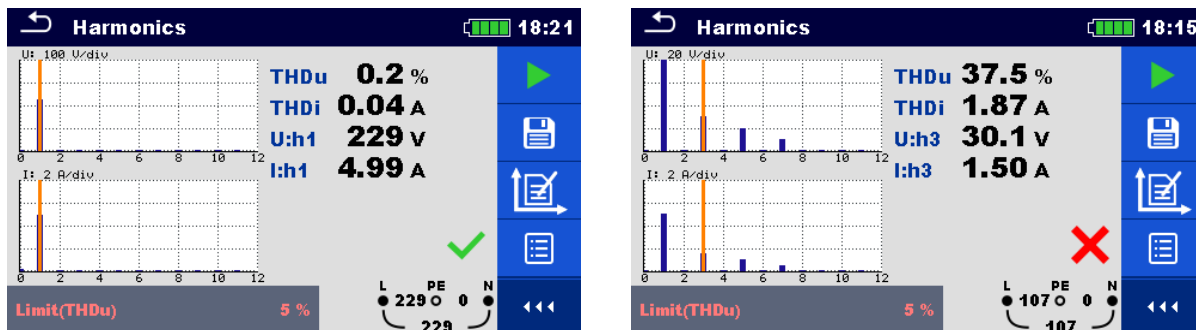 Harmonics 18:21
U: 100 V/div
THDu 0.2 %
THDi 0.04 A
U:h1 229 V
I:h1 4.99 A
0 2 4 6 8 10 12
I: 2 A/div
0 2 4 6 8 10 12
Limit(THDu) 5 %
L PE N
229 0
229
Harmonics 18:15
U: 20 V/div
THDu 37.5 %
THDi 1.87 A
U:h3 30.1 V
I:h3 1.50 A
0 2 4 6 8 10 12
I: 2 A/div
0 2 4 6 8 10 12
Limit(THDu) 5 %
L PE N
107 0
107